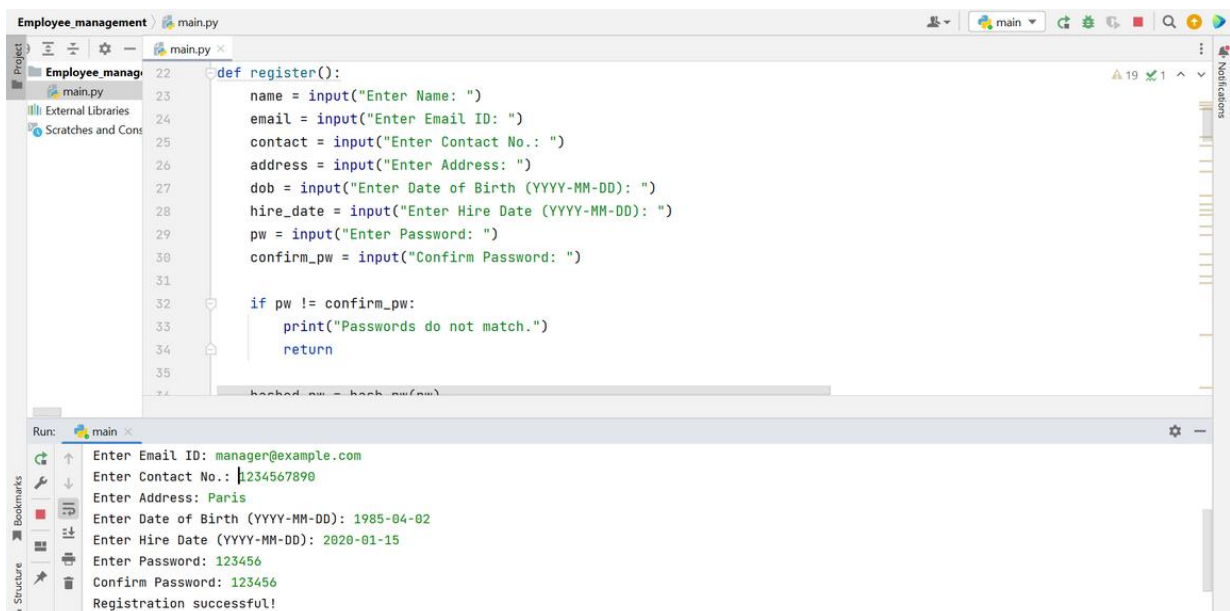 Employee_management main.py
main
Project
main.py
Employee_manage
main.py
External Libraries
Scratches and Cons
22 def register():
23 name = input("Enter Name: ")
24 email = input("Enter Email ID: ")
25 contact = input("Enter Contact No.: ")
26 address = input("Enter Address: ")
27 dob = input("Enter Date of Birth (YYYY-MM-DD): ")
28 hire_date = input("Enter Hire Date (YYYY-MM-DD): ")
29 pw = input("Enter Password: ")
30 confirm_pw = input("Confirm Password: ")
31
32 if pw != confirm_pw:
33 print("Passwords do not match.")
34 return
35
hashed_pw = hash_pw(pw)
19 1
Notifications
Run: main
Enter Email ID: manager@example.com
Enter Contact No.: 1234567890
Enter Address: Paris
Enter Date of Birth (YYYY-MM-DD): 1985-04-02
Enter Hire Date (YYYY-MM-DD): 2020-01-15
Enter Password: 123456
Confirm Password: 123456
Registration successful!
Bookmarks
Structure